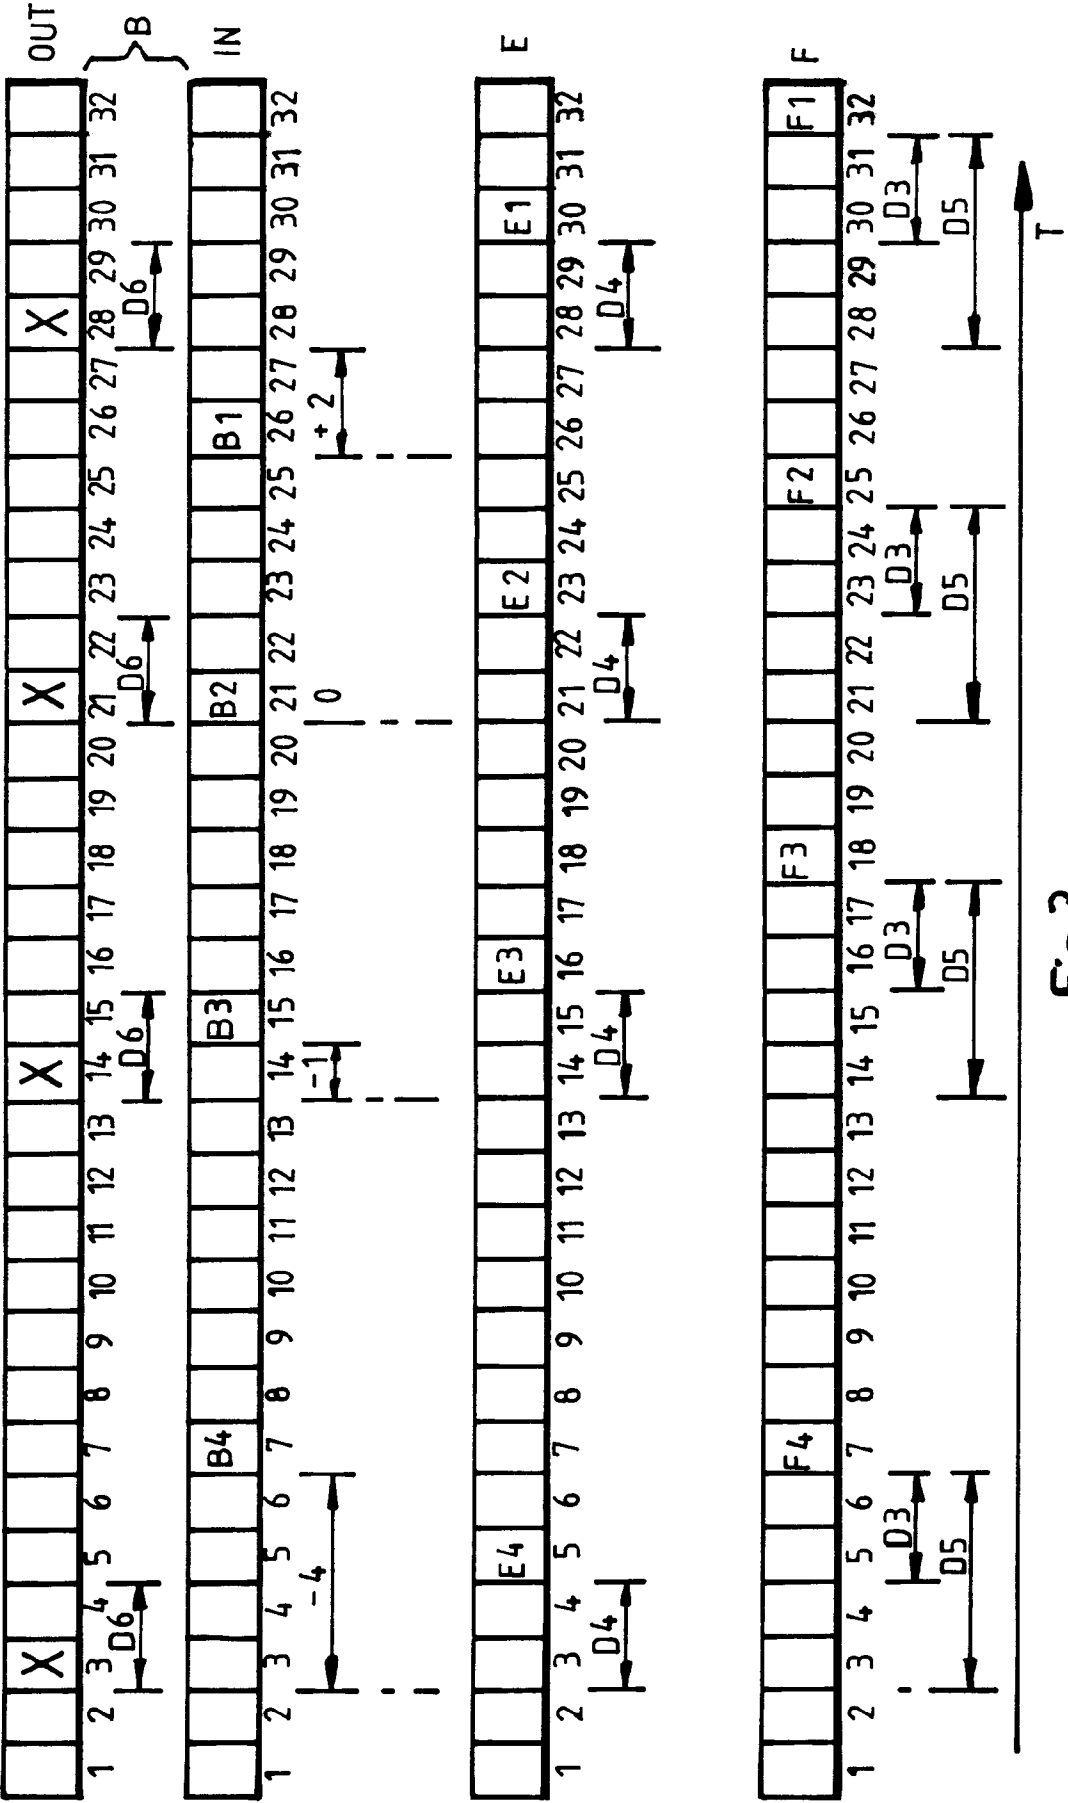 OUT
X X X X
1 2 3 4 5 6 7 8 9 10 11 12 13 14 15 16 17 18 19 20 21 22 23 24 25 26 27 28 29 30 31 32
D6 D6 D6 D6
B
IN
B4 B3 B2 B1
1 2 3 4 5 6 7 8 9 10 11 12 13 14 15 16 17 18 19 20 21 22 23 24 25 26 27 28 29 30 31 32
-4 -1 0 +2
E
E4 E3 E2 E1
1 2 3 4 5 6 7 8 9 10 11 12 13 14 15 16 17 18 19 20 21 22 23 24 25 26 27 28 29 30 31 32
D4 D4 D4 D4
F
F4 F3 F2 F1
1 2 3 4 5 6 7 8 9 10 11 12 13 14 15 16 17 18 19 20 21 22 23 24 25 26 27 28 29 30 31 32
D3 D3 D3 D3
D5 D5 D5 D5
T